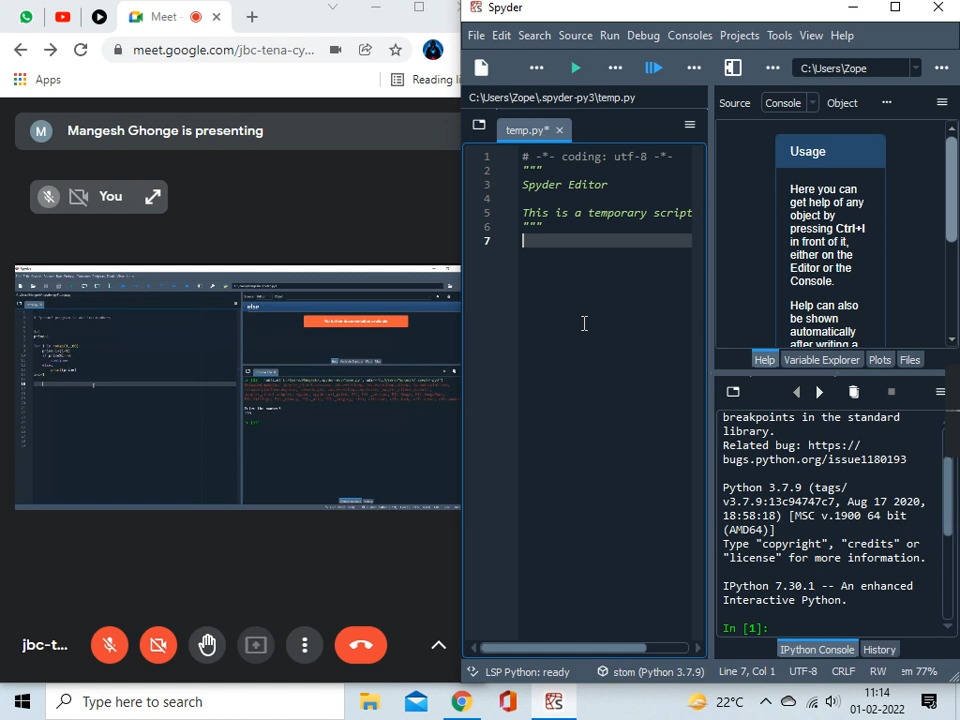 Meet -
meet.google.com/jbc-tena-cy...
Apps
Reading li
M
Mangesh Ghonge is presenting
You
else
jbc-t...
Spyder
File Edit Search Source Run Debug Consoles Projects Tools View Help
C:\Users\Zope
C:\Users\Zope\.spyder-py3\temp.py
temp.py*
1 # -*- coding: utf-8 -*-
2 """
3 Spyder Editor
4
5 This is a temporary script
6 """
7
Source Console Object
Usage
Here you can
get help of any
object by
pressing Ctrl+I
in front of it,
either on the
Editor or the
Console.
Help can also
be shown
automatically
after writing a
Help Variable Explorer Plots Files
breakpoints in the standard
library.
Related bug: https://
bugs.python.org/issue1180193
Python 3.7.9 (tags/
v3.7.9:13c94747c7, Aug 17 2020,
18:58:18) [MSC v.1900 64 bit
(AMD64)]
Type "copyright", "credits" or
"license" for more information.
IPython 7.30.1 -- An enhanced
Interactive Python.
In [1]:
IPython Console History
LSP Python: ready stom (Python 3.7.9) Line 7, Col 1 UTF-8 CRLF RW em 77%
Type here to search
22°C
11:14
01-02-2022